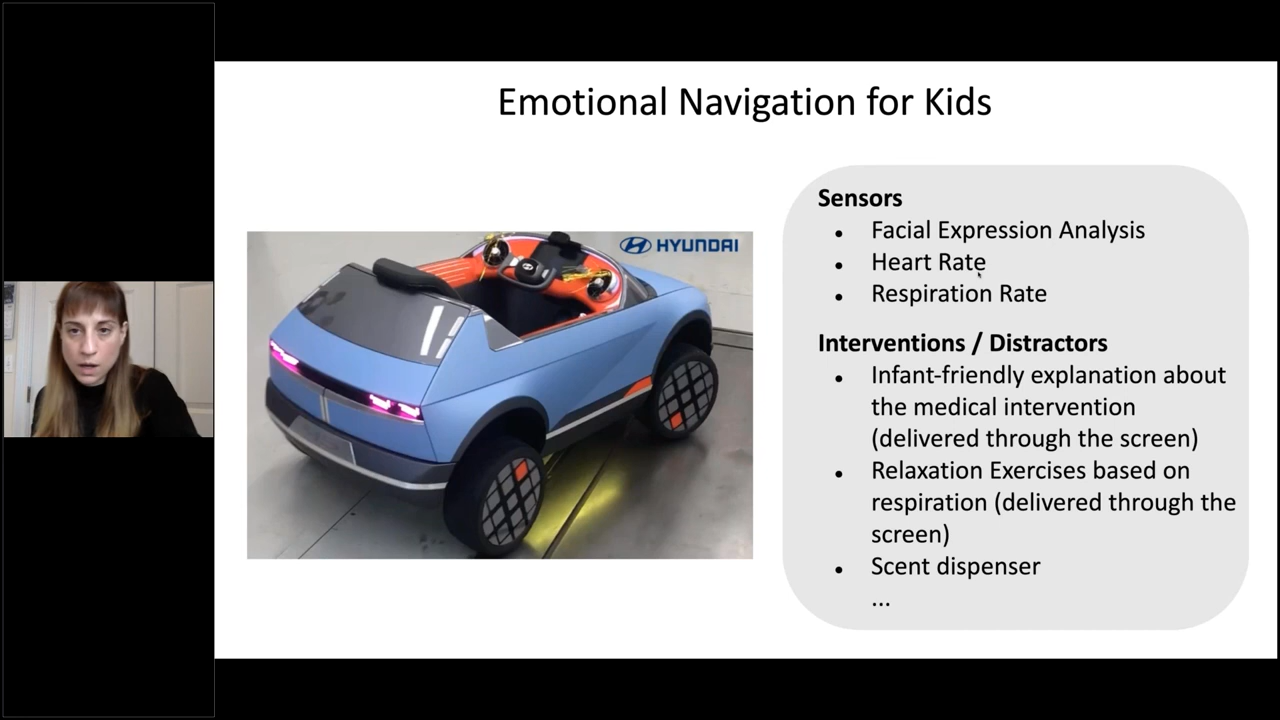 Emotional Navigation for Kids
HYUNDAI
Sensors
● Facial Expression Analysis
● Heart Rate
● Respiration Rate
Interventions / Distractors
● Infant-friendly explanation about
the medical intervention
(delivered through the screen)
● Relaxation Exercises based on
respiration (delivered through the
screen)
● Scent dispenser
...